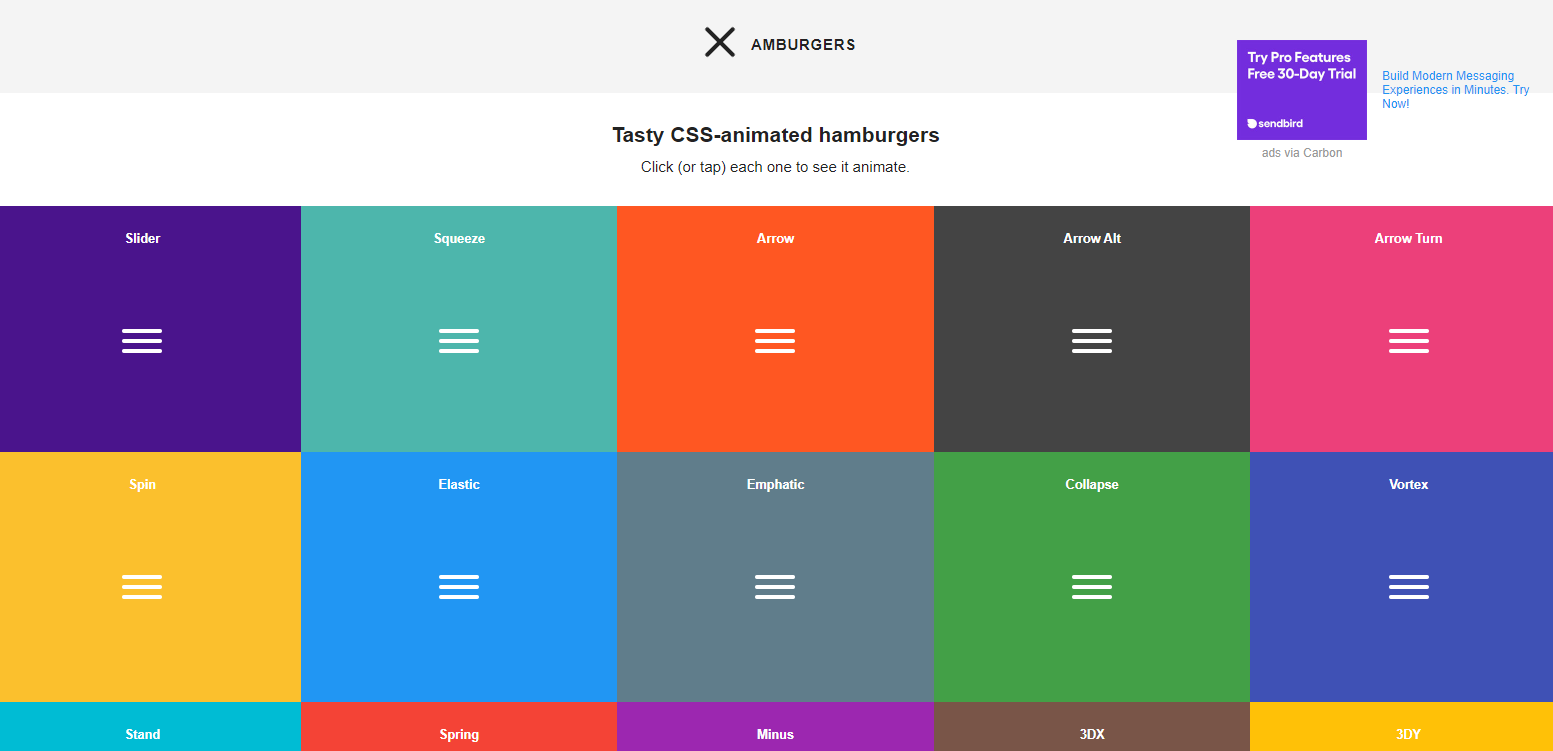 AMBURGERS
Try Pro Features
Free 30-Day Trial
sendbird
Build Modern Messaging
Experiences in Minutes. Try
Now!
ads via Carbon
Tasty CSS-animated hamburgers
Click (or tap) each one to see it animate.
Slider
Squeeze
Arrow
Arrow Alt
Arrow Turn
Spin
Elastic
Emphatic
Collapse
Vortex
Stand
Spring
Minus
3DX
3DY